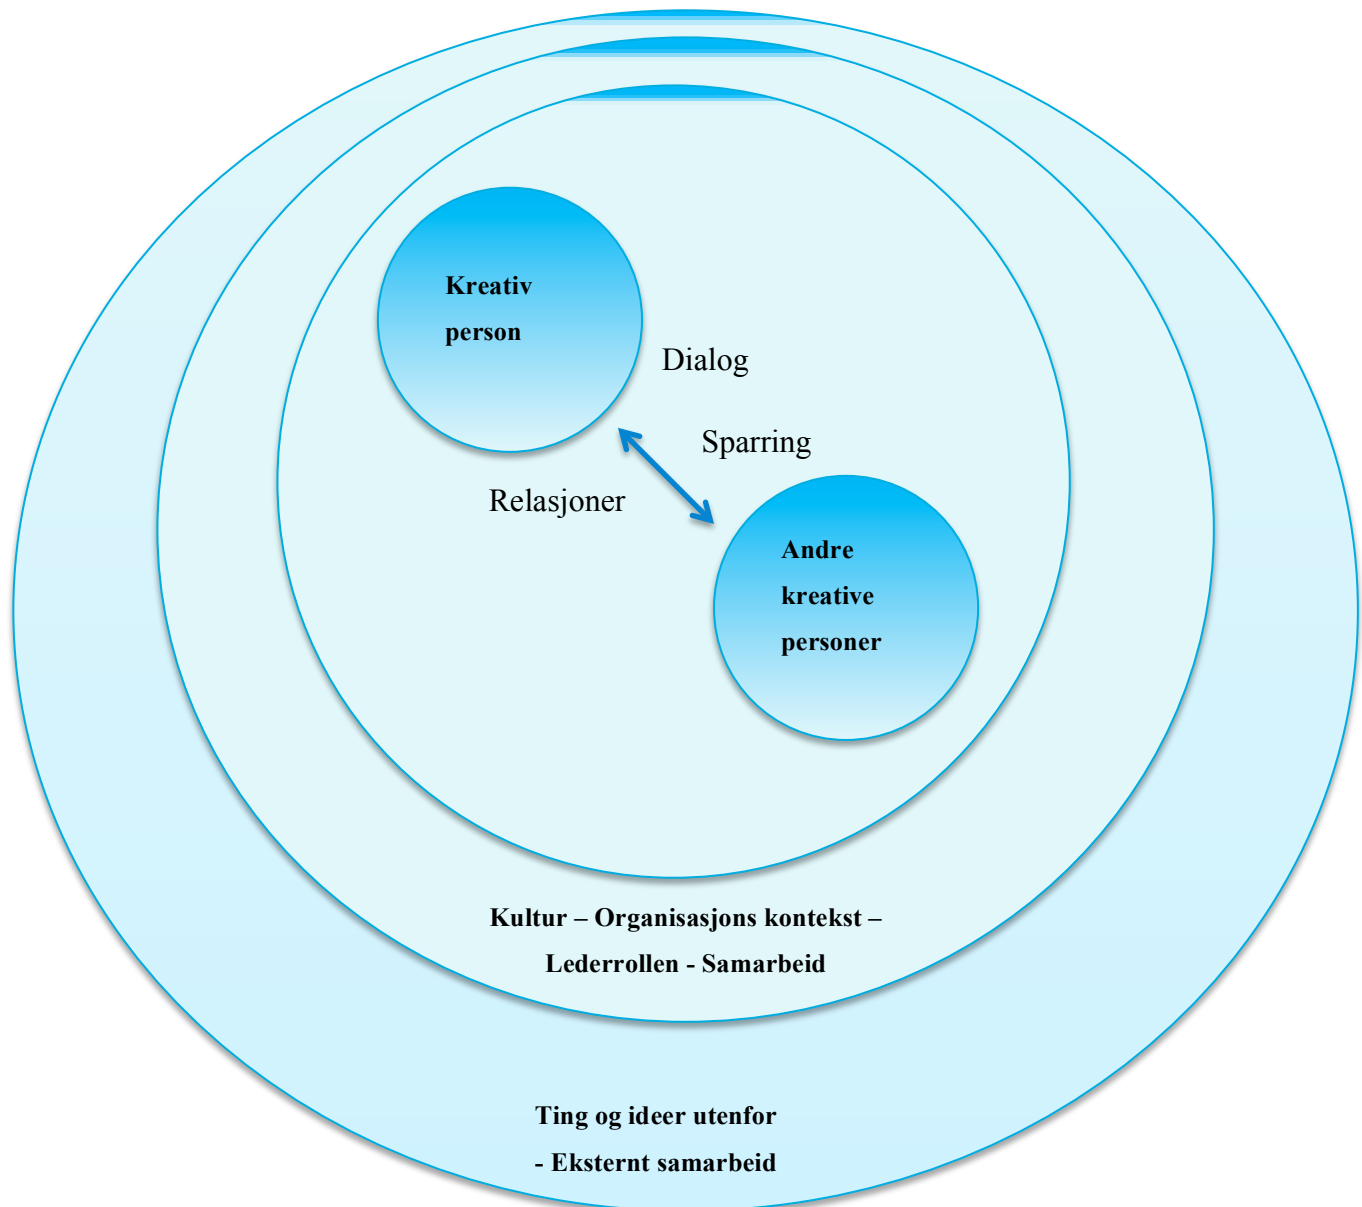 Kreativ
person
Dialog
Sparring
Relasjoner
Andre
kreative
personer
Kultur – Organisasjons kontekst –
Lederrollen - Samarbeid
Ting og ideer utenfor
- Eksternt samarbeid